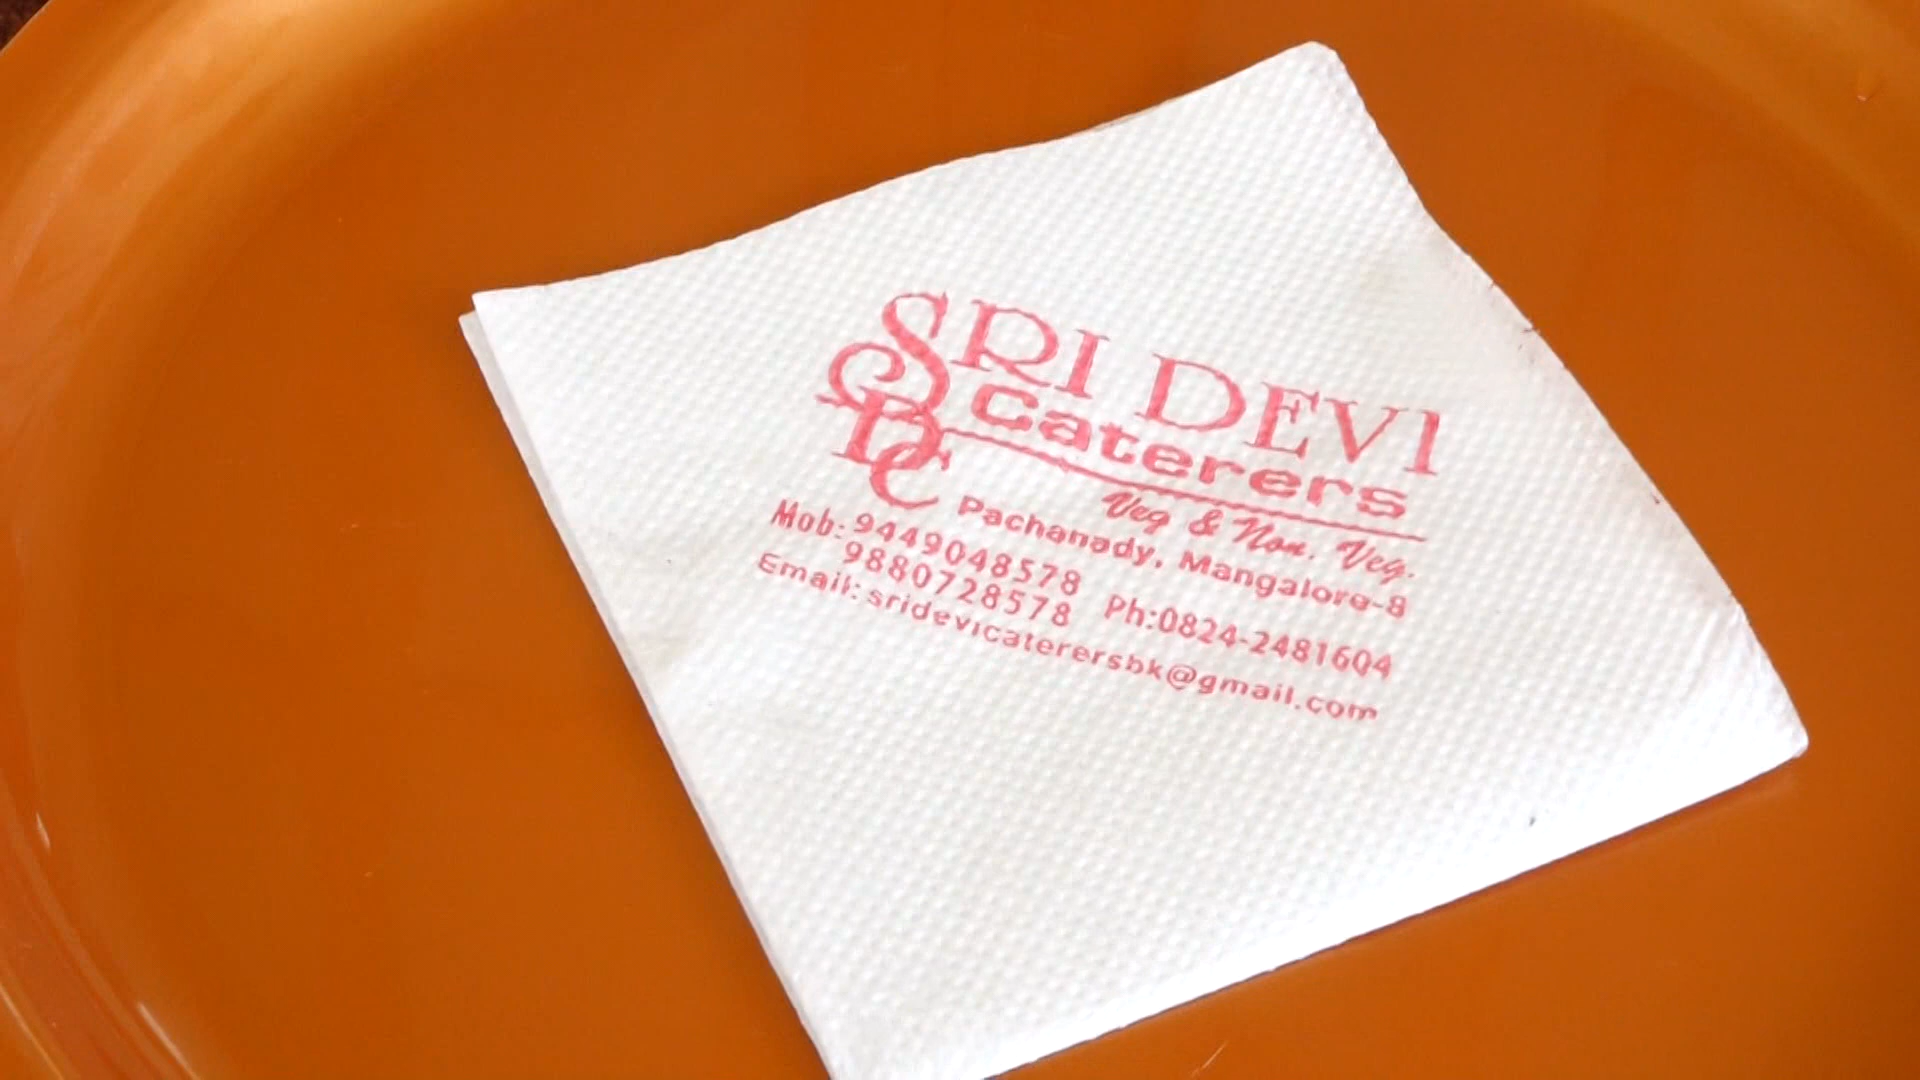 SRI DEVI
caterers
SDC
Veg & Non. Veg.
Pachanady, Mangalore-8
Mob: 9449048578
9880728578 Ph:0824-2481604
Email: sridevicaterersbk@gmail.com